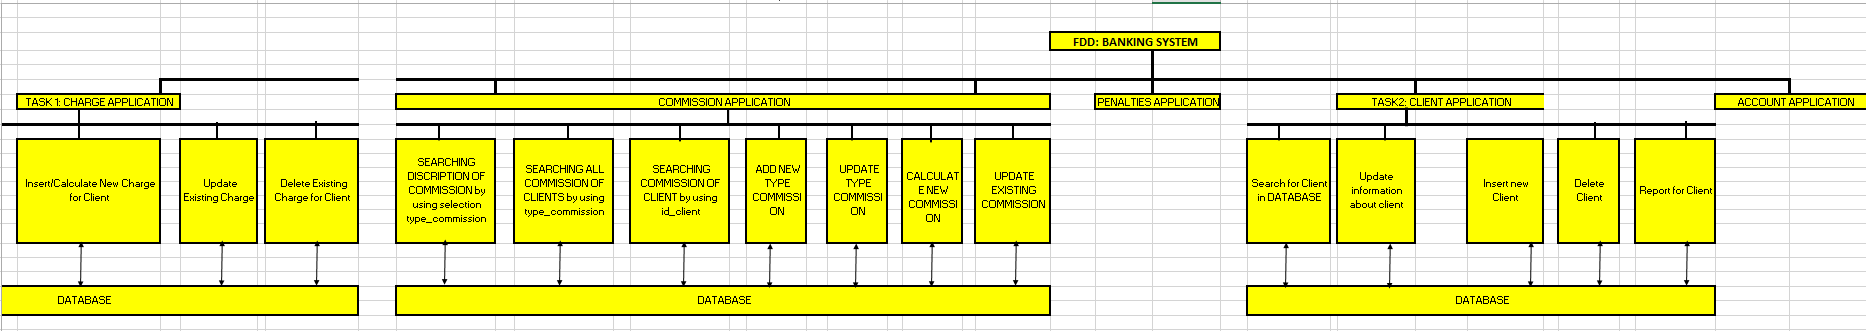 FDD: BANKING SYSTEM
TASK 1: CHARGE APPLICATION
COMMISSION APPLICATION
PENALTIES APPLICATION
TASK2: CLIENT APPLICATION
ACCOUNT APPLICATION
Insert/Calculate New Charge
for Client
Update
Existing Charge
Delete Existing
Charge for Client
SEARCHING
DISCRIPTION OF
COMMISSION by
using selection
type_commission
SEARCHING ALL
COMMISSION OF
CLIENTS by using
type_commission
SEARCHING
COMMISSION OF
CLIENT by using
id_client
ADD NEW
TYPE
COMMISSI
ON
UPDATE
TYPE
COMMISSI
ON
CALCULAT
E NEW
COMMISSI
ON
UPDATE
EXISTING
COMMISSION
Search for Client
in DATABASE
Update
information
about client
Insert new
Client
Delete
Client
Report for Client
DATABASE
DATABASE
DATABASE